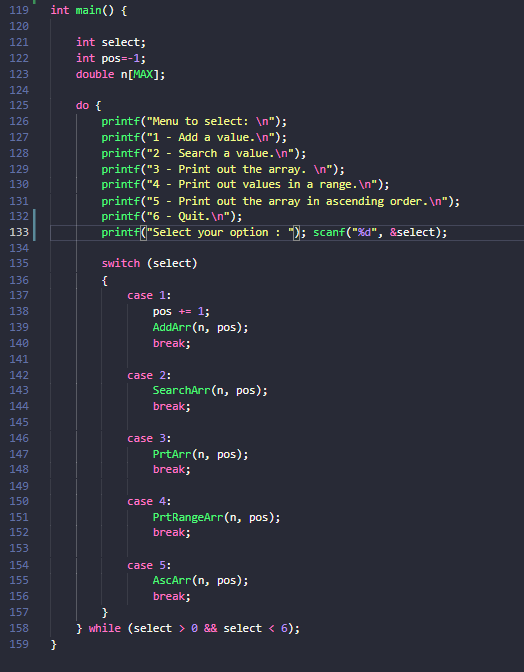 119 int main() {
120
121     int select;
122     int pos=-1;
123     double n[MAX];
124
125     do {
126         printf("Menu to select: \n");
127         printf("1 - Add a value.\n");
128         printf("2 - Search a value.\n");
129         printf("3 - Print out the array. \n");
130         printf("4 - Print out values in a range.\n");
131         printf("5 - Print out the array in ascending order.\n");
132         printf("6 - Quit.\n");
133         printf("Select your option : "); scanf("%d", &select);
134
135         switch (select)
136         {
137             case 1:
138                 pos += 1;
139                 AddArr(n, pos);
140                 break;
141
142             case 2:
143                 SearchArr(n, pos);
144                 break;
145
146             case 3:
147                 PrtArr(n, pos);
148                 break;
149
150             case 4:
151                 PrtRangeArr(n, pos);
152                 break;
153
154             case 5:
155                 AscArr(n, pos);
156                 break;
157         }
158     } while (select > 0 && select < 6);
159 }